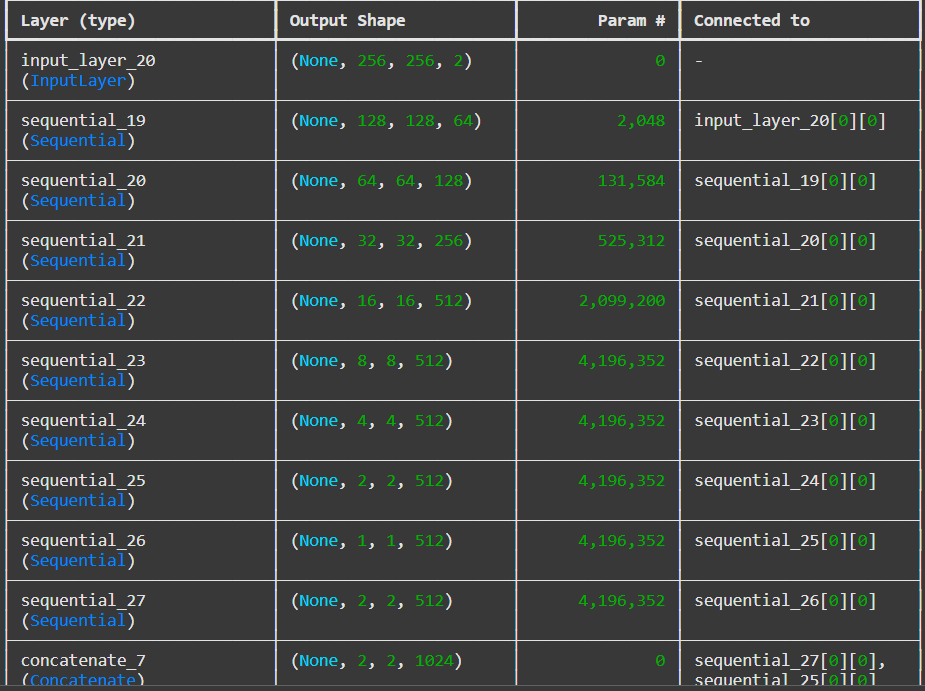 Layer (type) Output Shape Param # Connected to
input_layer_20 (None, 256, 256, 2) 0 -
(InputLayer)
sequential_19 (None, 128, 128, 64) 2,048 input_layer_20[0][0]
(Sequential)
sequential_20 (None, 64, 64, 128) 131,584 sequential_19[0][0]
(Sequential)
sequential_21 (None, 32, 32, 256) 525,312 sequential_20[0][0]
(Sequential)
sequential_22 (None, 16, 16, 512) 2,099,200 sequential_21[0][0]
(Sequential)
sequential_23 (None, 8, 8, 512) 4,196,352 sequential_22[0][0]
(Sequential)
sequential_24 (None, 4, 4, 512) 4,196,352 sequential_23[0][0]
(Sequential)
sequential_25 (None, 2, 2, 512) 4,196,352 sequential_24[0][0]
(Sequential)
sequential_26 (None, 1, 1, 512) 4,196,352 sequential_25[0][0]
(Sequential)
sequential_27 (None, 2, 2, 512) 4,196,352 sequential_26[0][0]
(Sequential)
concatenate_7 (None, 2, 2, 1024) 0 sequential_27[0][0],
(Concatenate) sequential_25[0][0]